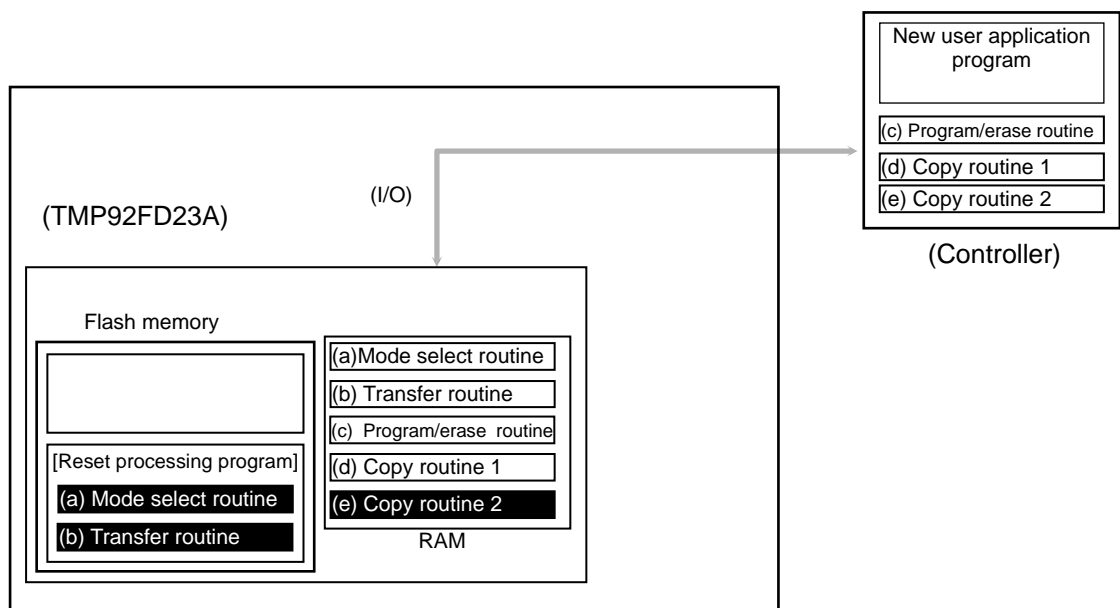 New user application
program
(c) Program/erase routine
(d) Copy routine 1
(e) Copy routine 2
(Controller)
(I/O)
(TMP92FD23A)
Flash memory
[Reset processing program]
(a) Mode select routine
(b) Transfer routine
(a)Mode select routine
(b) Transfer routine
(c) Program/erase routine
(d) Copy routine 1
(e) Copy routine 2
RAM